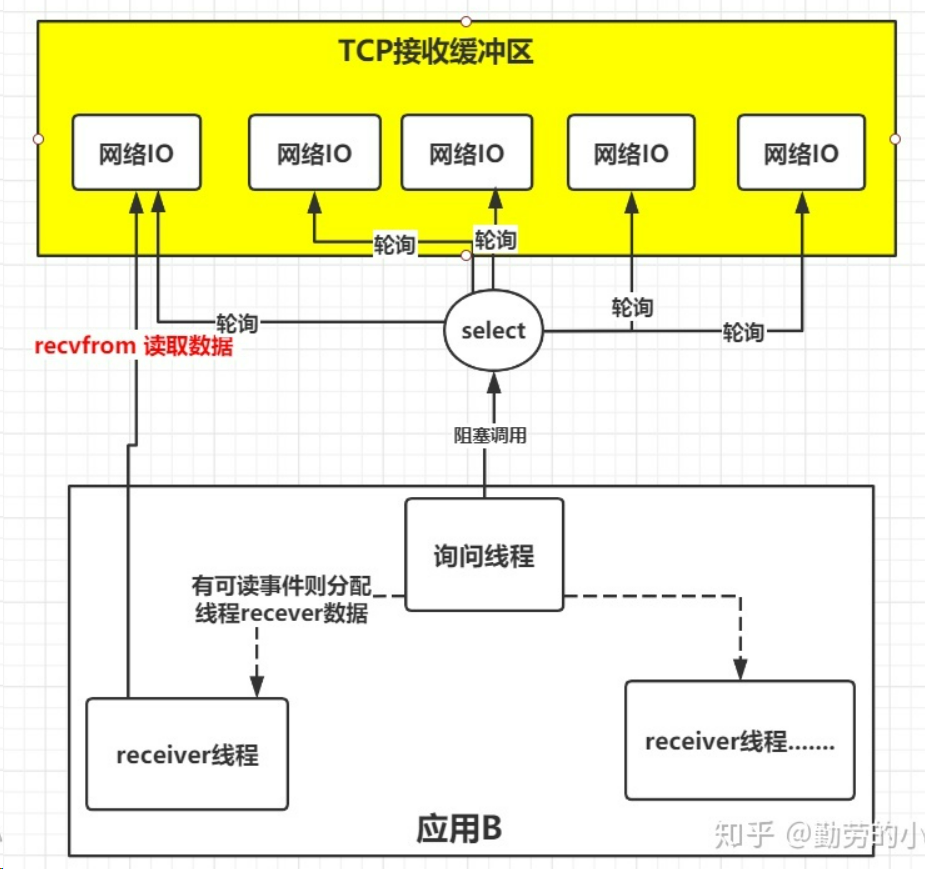 TCP接收缓冲区
网络IO
网络IO
网络IO
网络IO
网络IO
轮询
轮询
轮询
轮询
轮询
select
recvfrom 读取数据
阻塞调用
询问线程
有可读事件则分配
线程recever数据
receiver线程
receiver线程.......
应用B
知乎 @勤劳的小